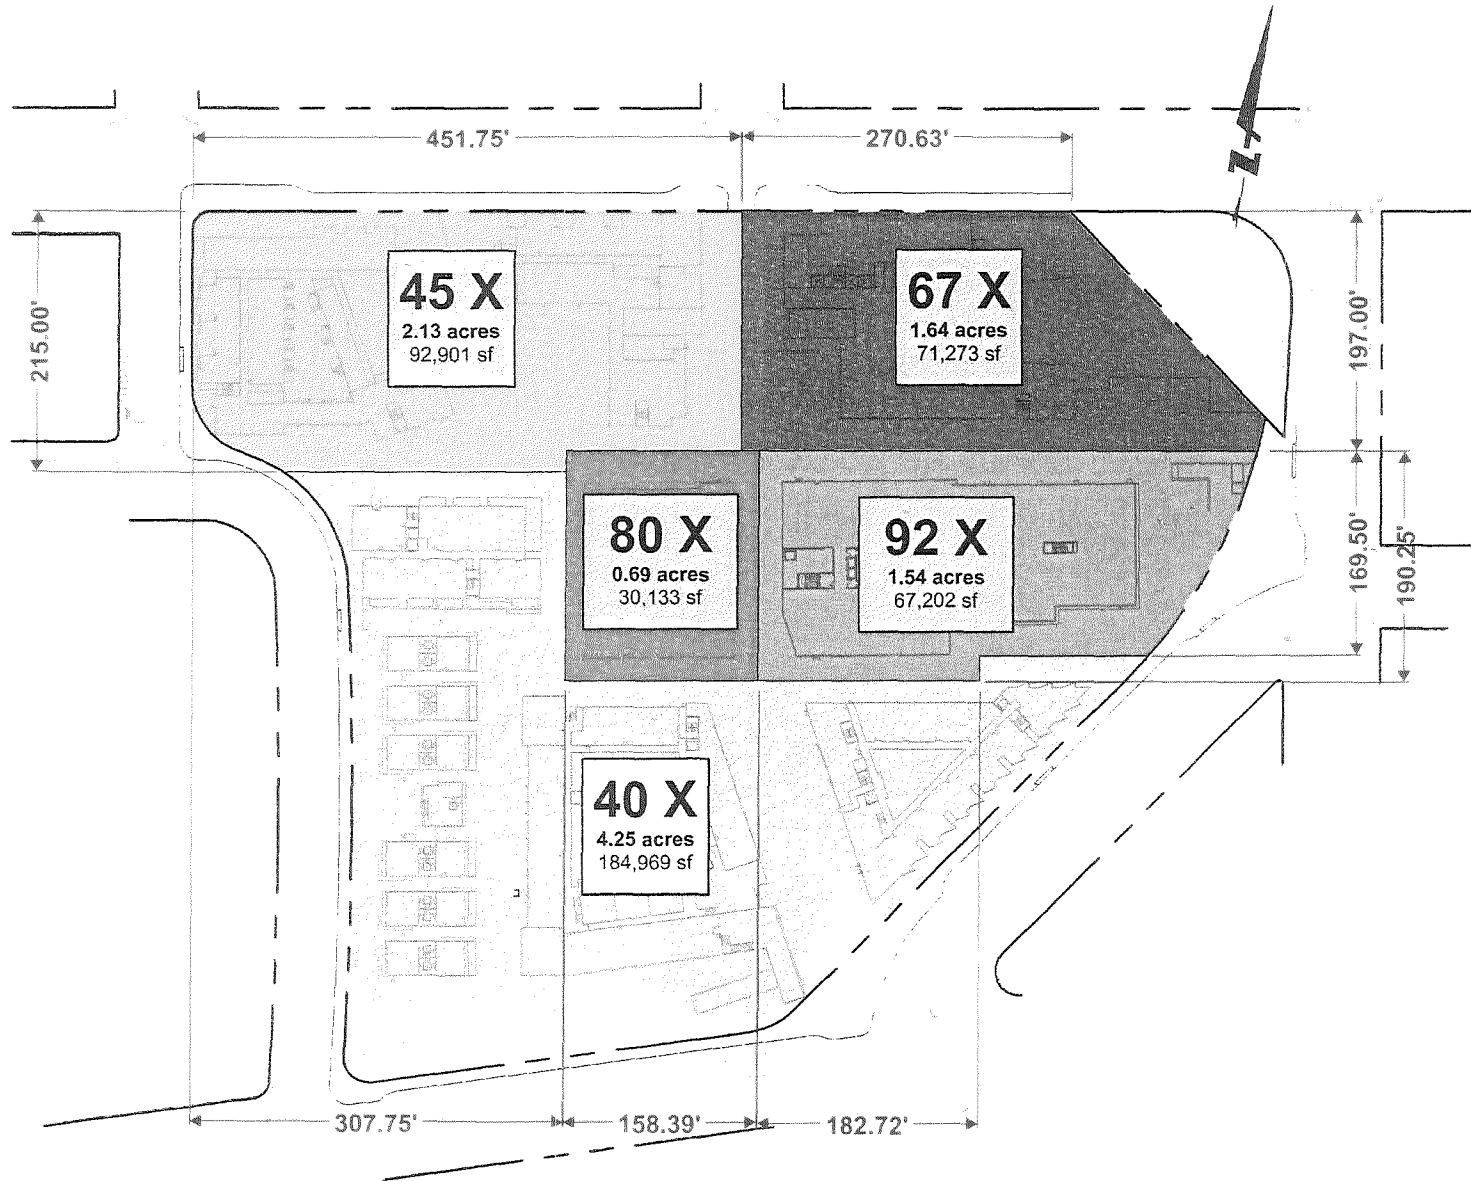 451.75'
270.63'
N
215.00'
45 X
2.13 acres
92,901 sf
67 X
1.64 acres
71,273 sf
197.00'
80 X
0.69 acres
30,133 sf
92 X
1.54 acres
67,202 sf
169.50'
190.25'
40 X
4.25 acres
184,969 sf
307.75'
158.39'
182.72'